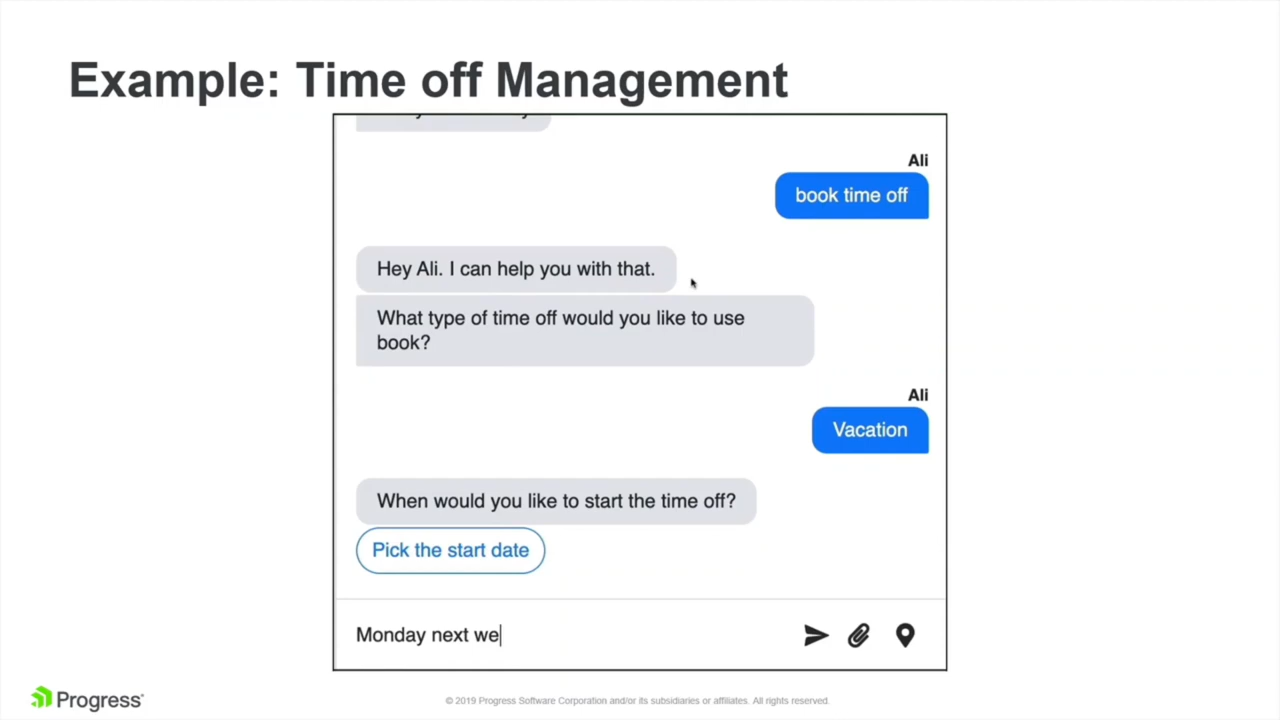 Example: Time off Management
Ali
book time off
Hey Ali. I can help you with that.
What type of time off would you like to use
book?
Ali
Vacation
When would you like to start the time off?
Pick the start date
Monday next we
Progress
© 2019 Progress Software Corporation and/or its subsidiaries or affiliates. All rights reserved.